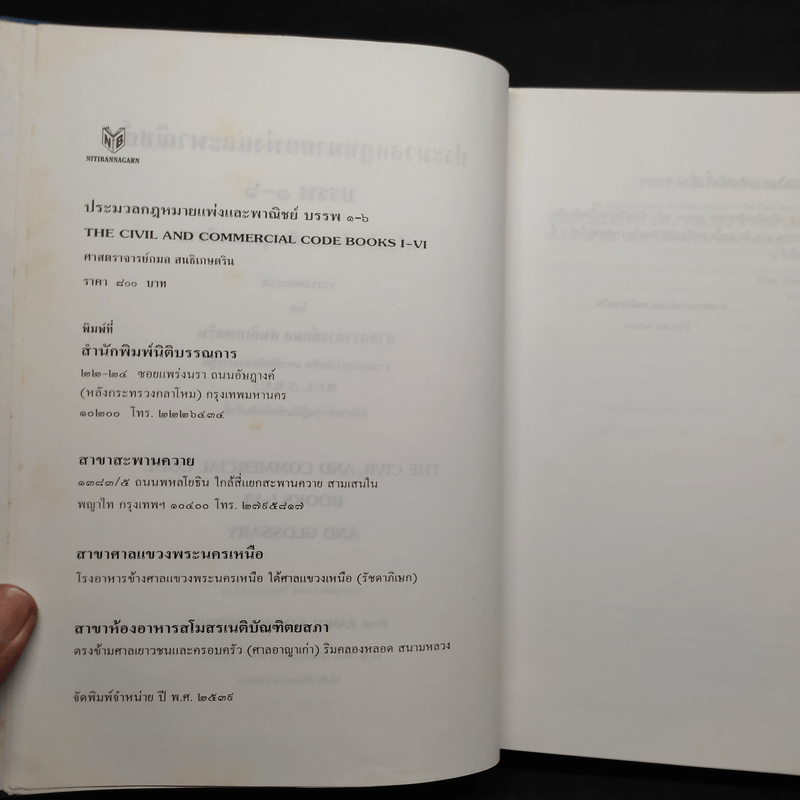 NB
NITIBANNAGARN
ประมวลกฎหมายแพ่งและพาณิชย์ บรรพ ๑-๖
THE CIVIL AND COMMERCIAL CODE BOOKS I-VI
ศาสตราจารย์กมล สนธิเกษตริน
ราคา ๘๐๐ บาท
พิมพ์ที่
สำนักพิมพ์นิติบรรณการ
๒๒-๒๔ ซอยแพร่งนรา ถนนอัษฎางค์
(หลังกระทรวงกลาโหม) กรุงเทพมหานคร
๑๐๒๐๐ โทร. ๒๒๒๖๔๓๔
สาขาสะพานควาย
๑๓๘๓/๕ ถนนพหลโยธิน ใกล้สี่แยกสะพานควาย สามเสนใน
พญาไท กรุงเทพฯ ๑๐๔๐๐ โทร. ๒๗๙๕๘๑๗
สาขาศาลแขวงพระนครเหนือ
โรงอาหารข้างศาลแขวงพระนครเหนือ ใต้ศาลแขวงเหนือ (รัชดาภิเษก)
สาขาห้องอาหารสโมสรเนติบัณฑิตยสภา
ตรงข้ามศาลเยาวชนและครอบครัว (ศาลอาญาเก่า) ริมคลองหลอด สนามหลวง
จัดพิมพ์จำหน่าย ปี พ.ศ. ๒๕๓๙